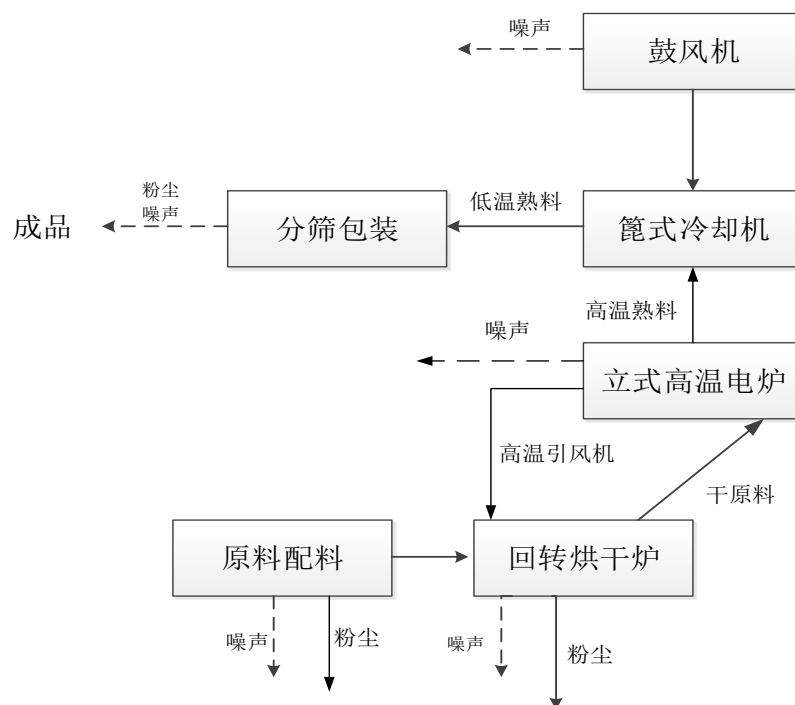 噪声
鼓风机
粉尘
噪声
成品
分筛包装
低温熟料
篦式冷却机
高温熟料
噪声
立式高温电炉
高温引风机
干原料
原料配料
回转烘干炉
噪声
粉尘
噪声
粉尘